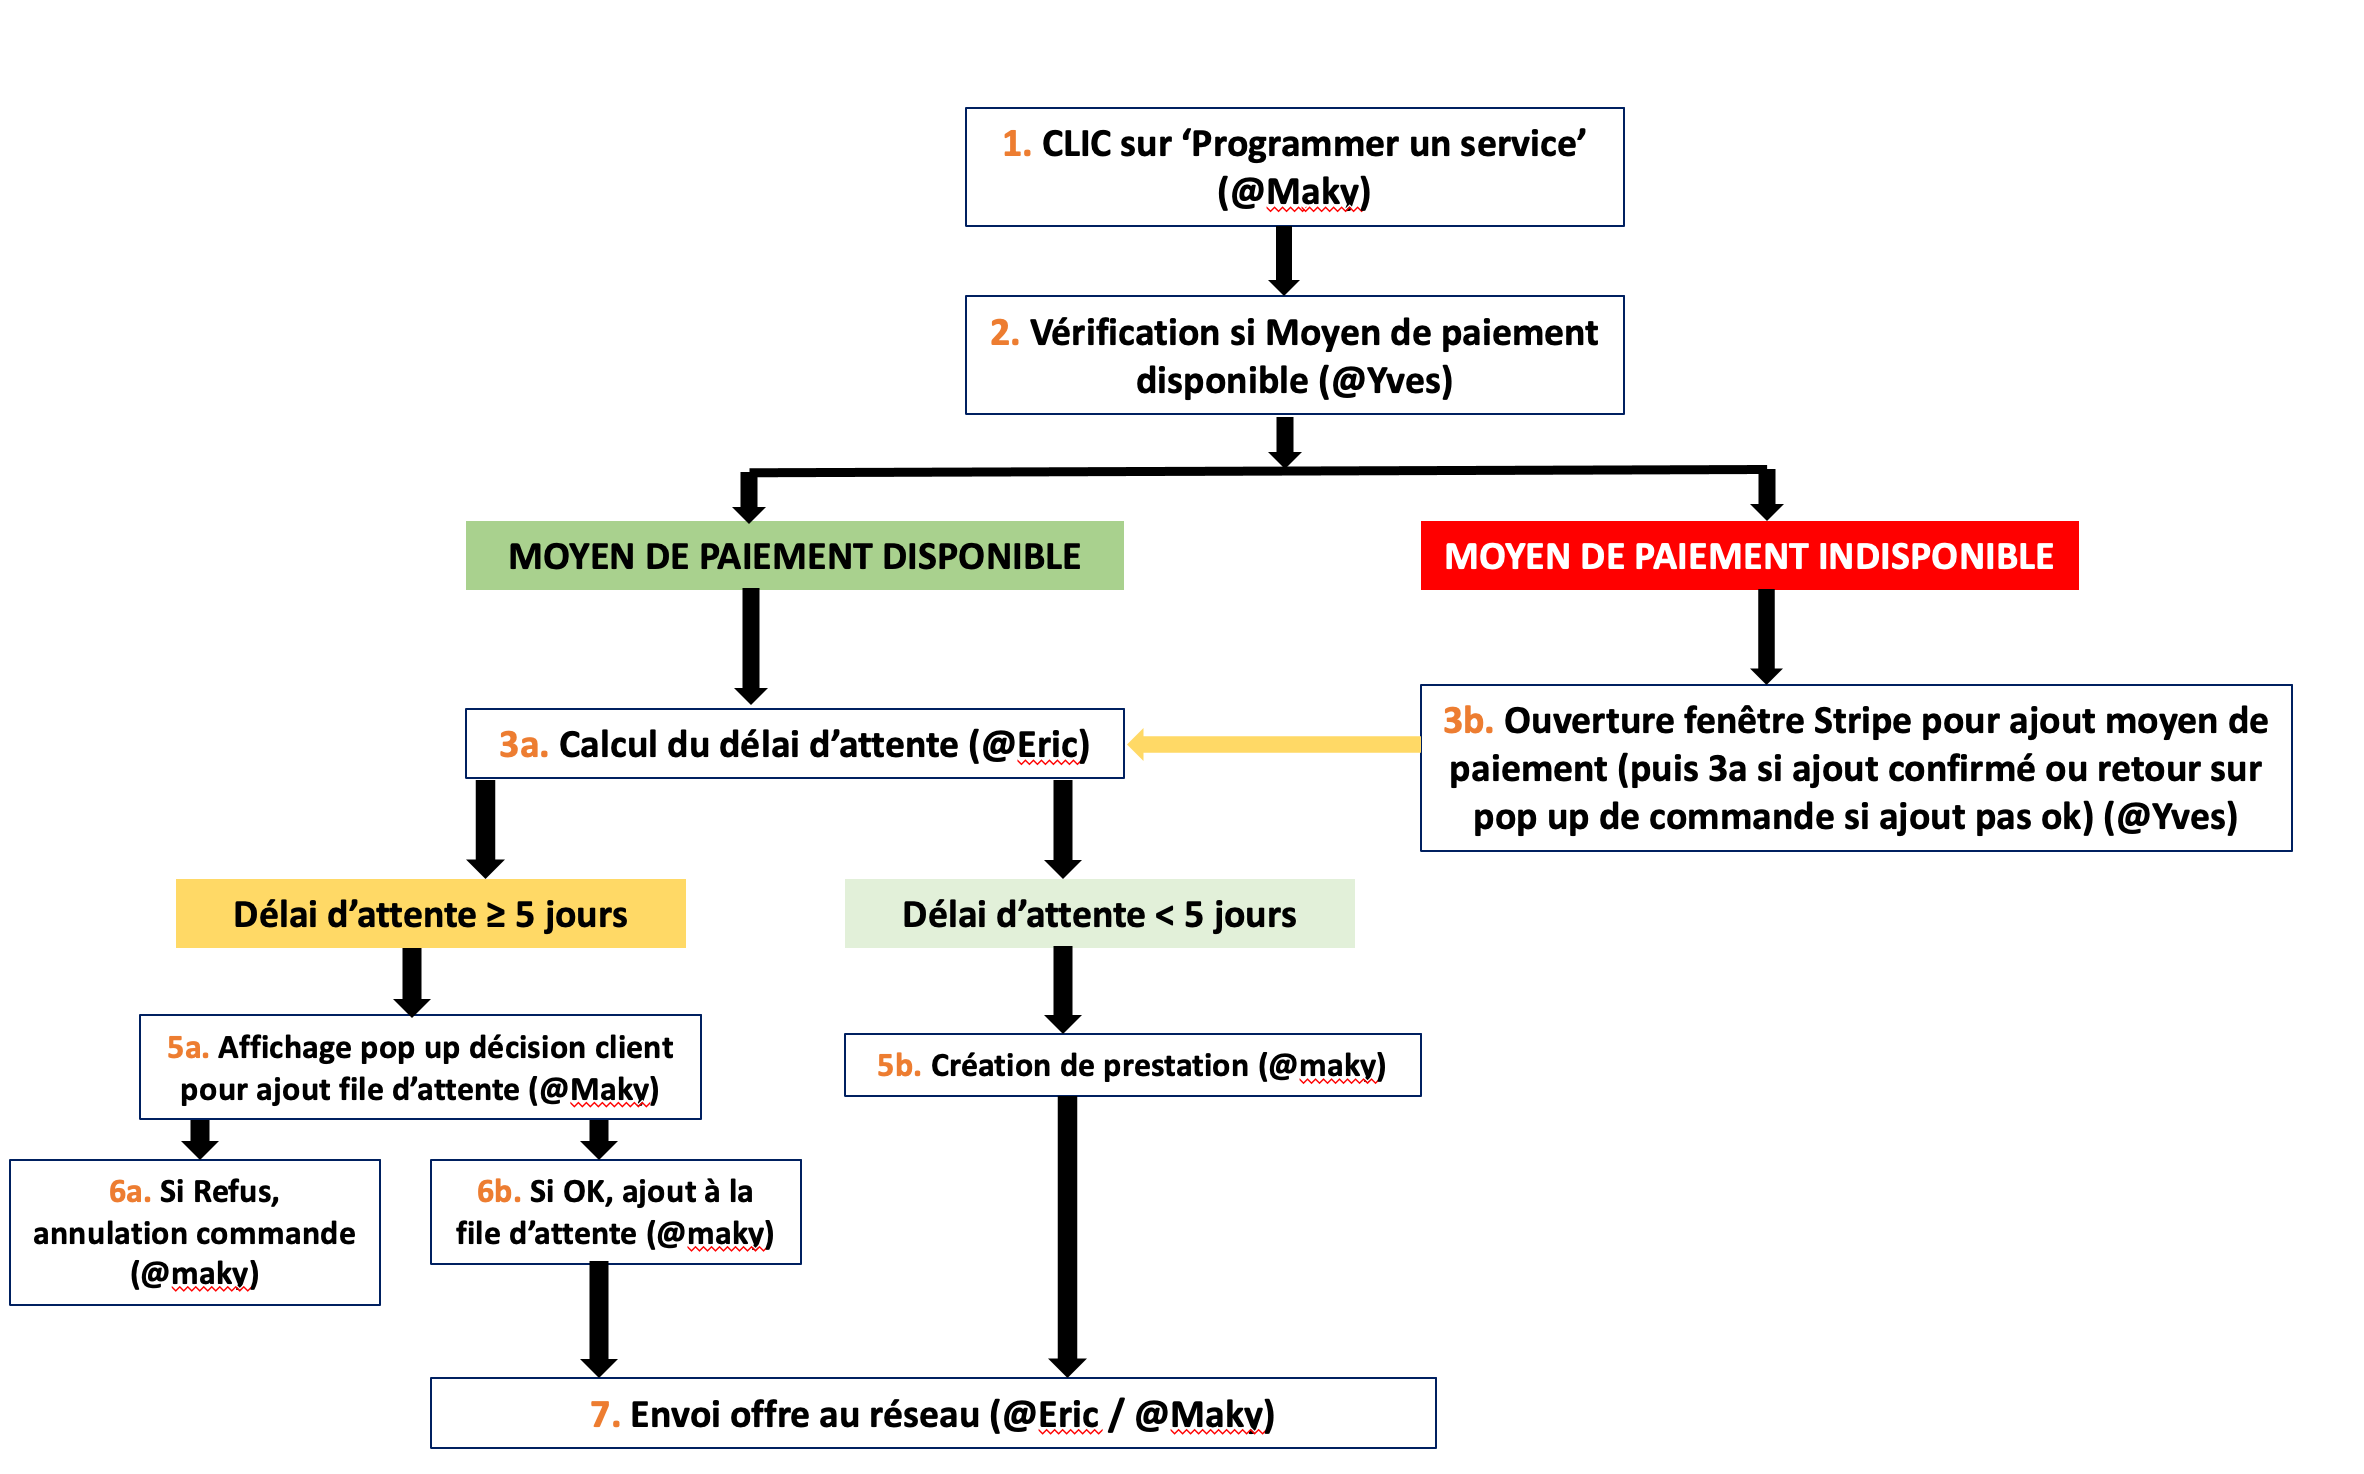 1. CLIC sur ‘Programmer un service’
(@Maky)
2. Vérification si Moyen de paiement
disponible (@Yves)
MOYEN DE PAIEMENT DISPONIBLE
MOYEN DE PAIEMENT INDISPONIBLE
3a. Calcul du délai d’attente (@Eric)
3b. Ouverture fenêtre Stripe pour ajout moyen de
paiement (puis 3a si ajout confirmé ou retour sur
pop up de commande si ajout pas ok) (@Yves)
Délai d’attente ≥ 5 jours
Délai d’attente < 5 jours
5a. Affichage pop up décision client
pour ajout file d’attente (@Maky)
5b. Création de prestation (@maky)
6a. Si Refus,
annulation commande
(@maky)
6b. Si OK, ajout à la
file d’attente (@maky)
7. Envoi offre au réseau (@Eric / @Maky)